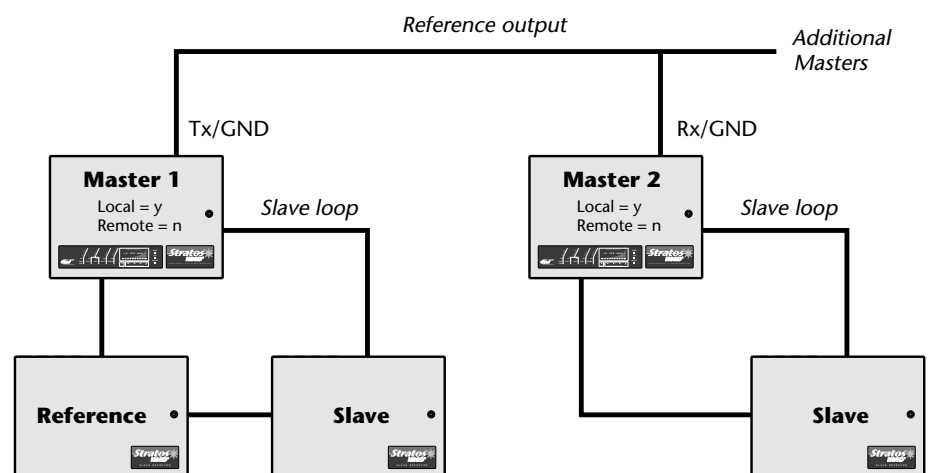 Reference output
Additional
Masters
Tx/GND
Rx/GND
Master 1
Local = y
Remote = n
Slave loop
Stratos
Master 2
Local = y
Remote = n
Slave loop
Stratos
Reference
Stratos
Slave
Stratos
Slave
Stratos